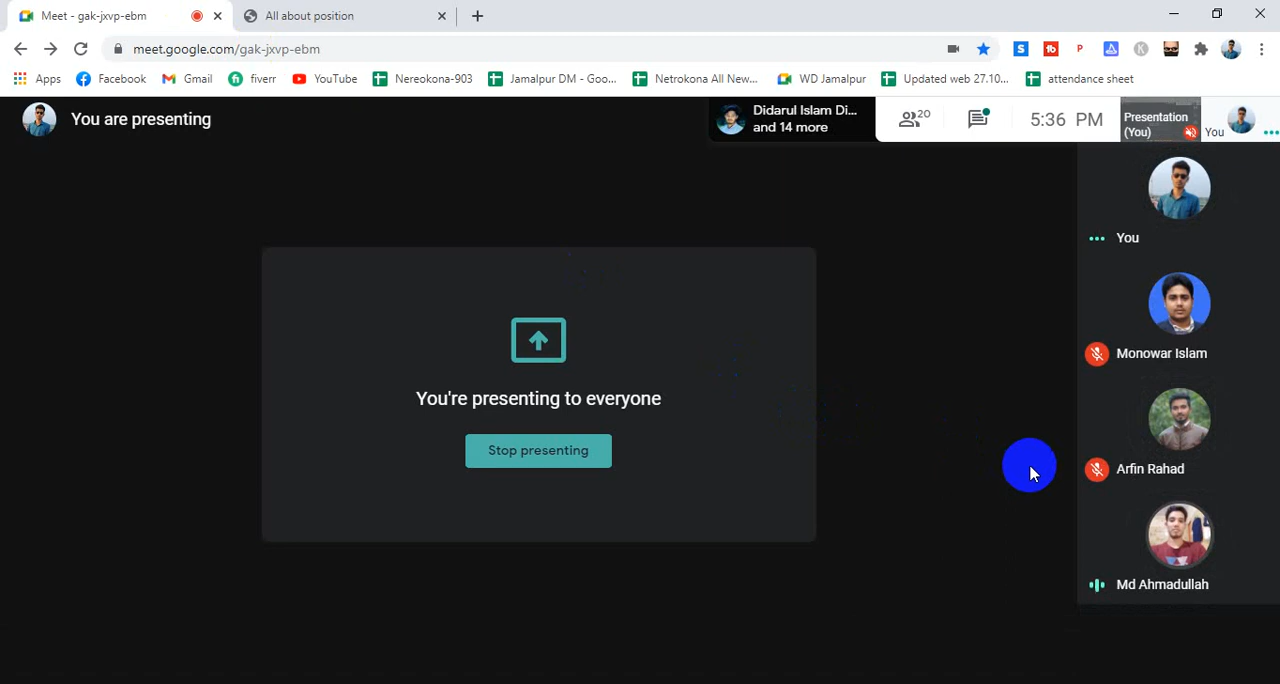 Meet - gak-jxvp-ebm
All about position
meet.google.com/gak-jxvp-ebm
Apps
Facebook
Gmail
fiverr
YouTube
Nereokona-303
Jamalpur DM - Goo...
Netrokona All New...
WD Jamalpur
Updated web 27.10...
attendance sheet
You are presenting
Didarul Islam Di...
and 14 more
20
5:36 PM
Presentation
(You)
You
You
Monowar Islam
Arfin Rahad
Md Ahmadullah
You're presenting to everyone
Stop presenting